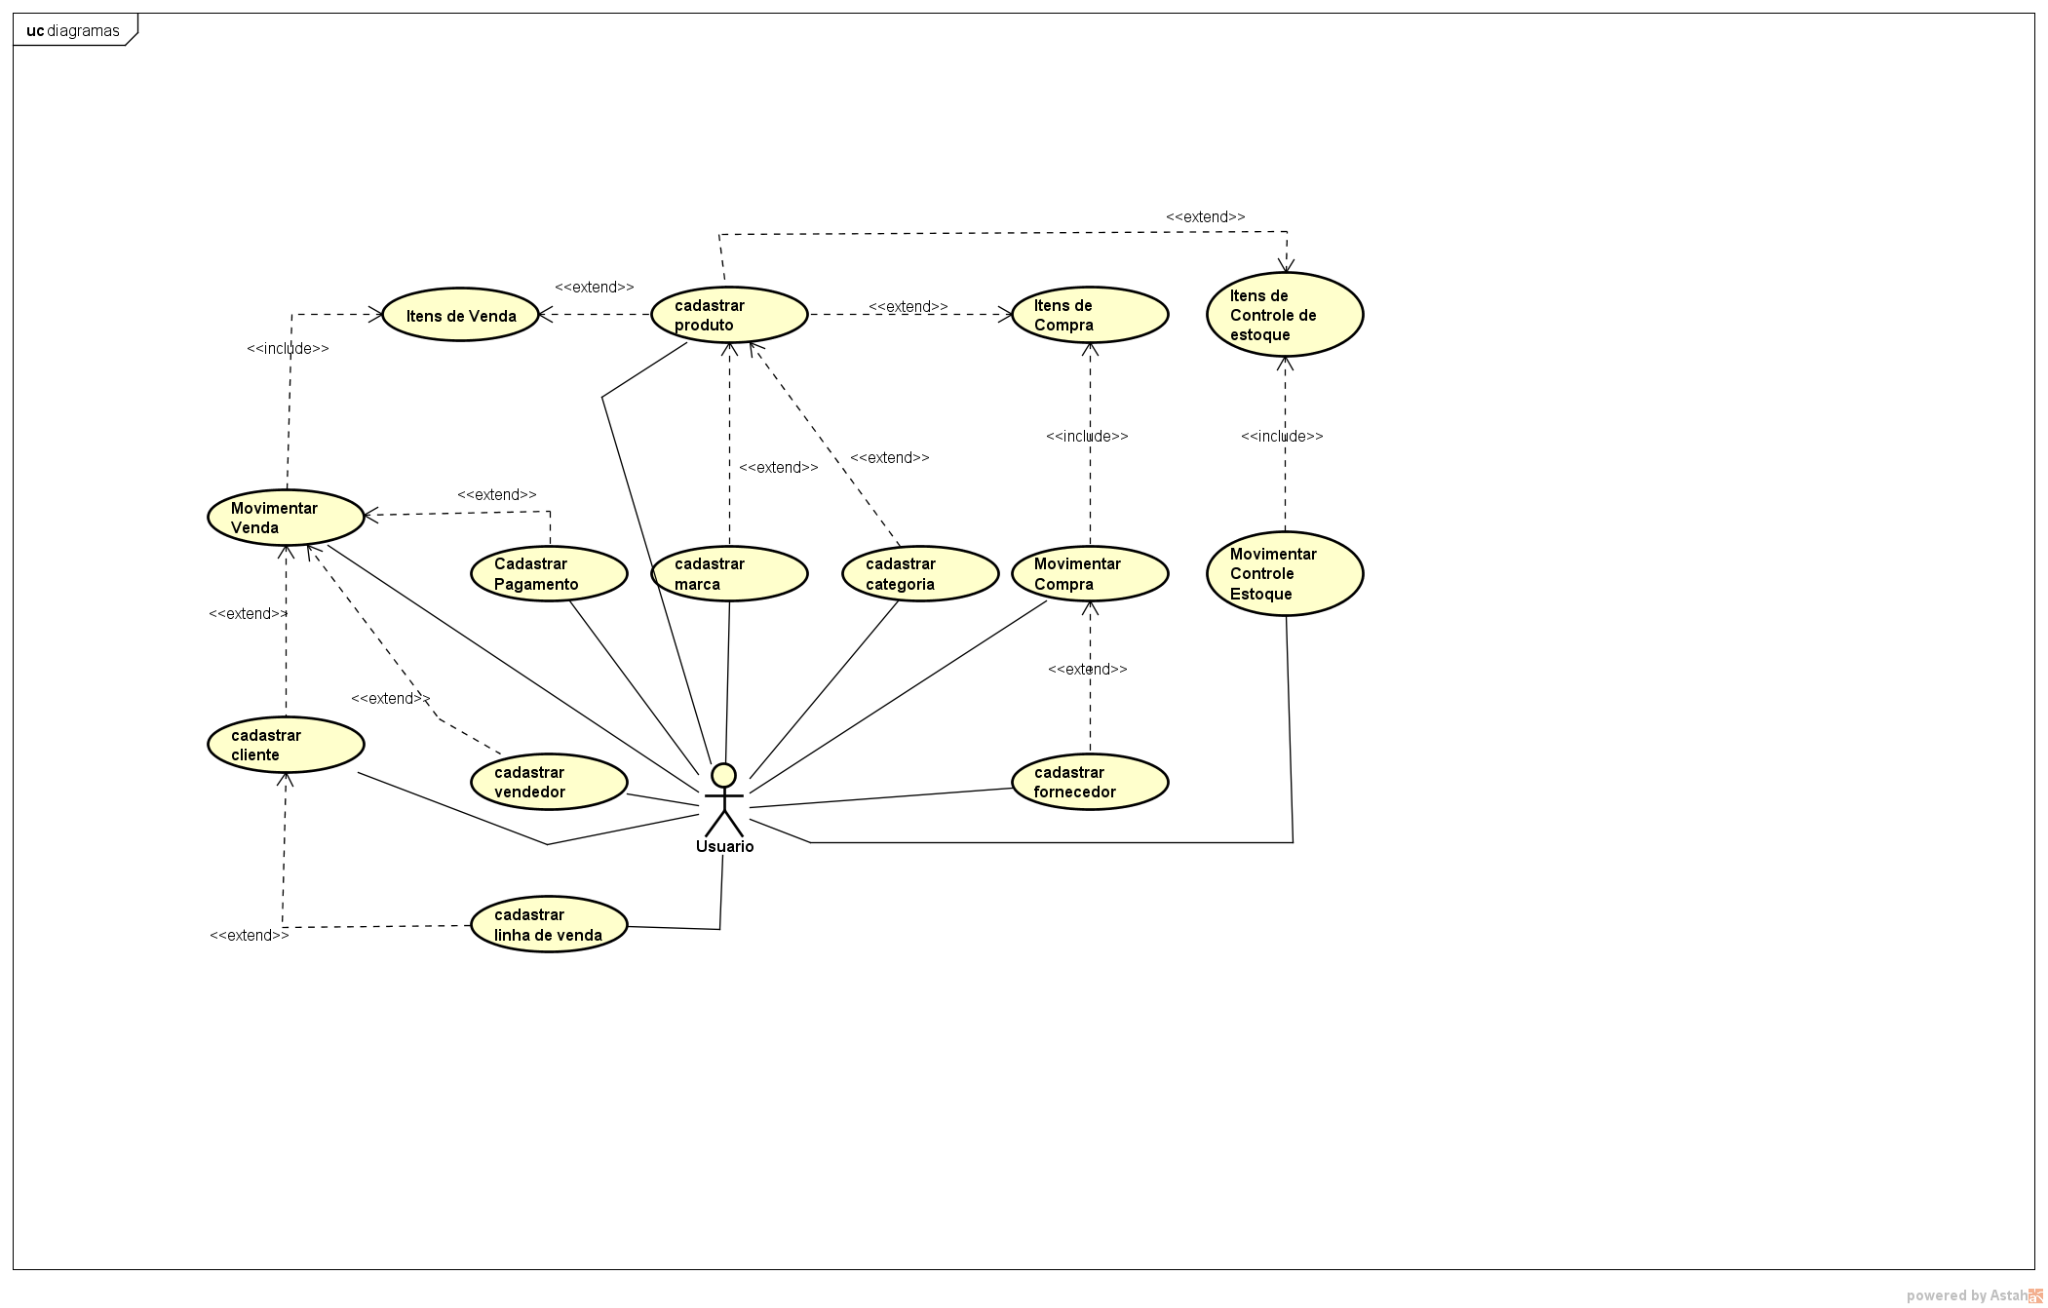 uc diagramas
<<extend>>
<<extend>>
Itens de Venda
cadastrar
produto
<<extend>>
Itens de
Compra
Itens de
Controle de
estoque
<<include>>
<<include>>
<<include>>
<<extend>>
<<extend>>
<<extend>>
Movimentar
Venda
Cadastrar
Pagamento
cadastrar
marca
cadastrar
categoria
Movimentar
Compra
Movimentar
Controle
Estoque
<<extend>>
<<extend>>
<<extend>>
cadastrar
cliente
cadastrar
vendedor
cadastrar
fornecedor
Usuario
cadastrar
linha de venda
<<extend>>
powered by Astah